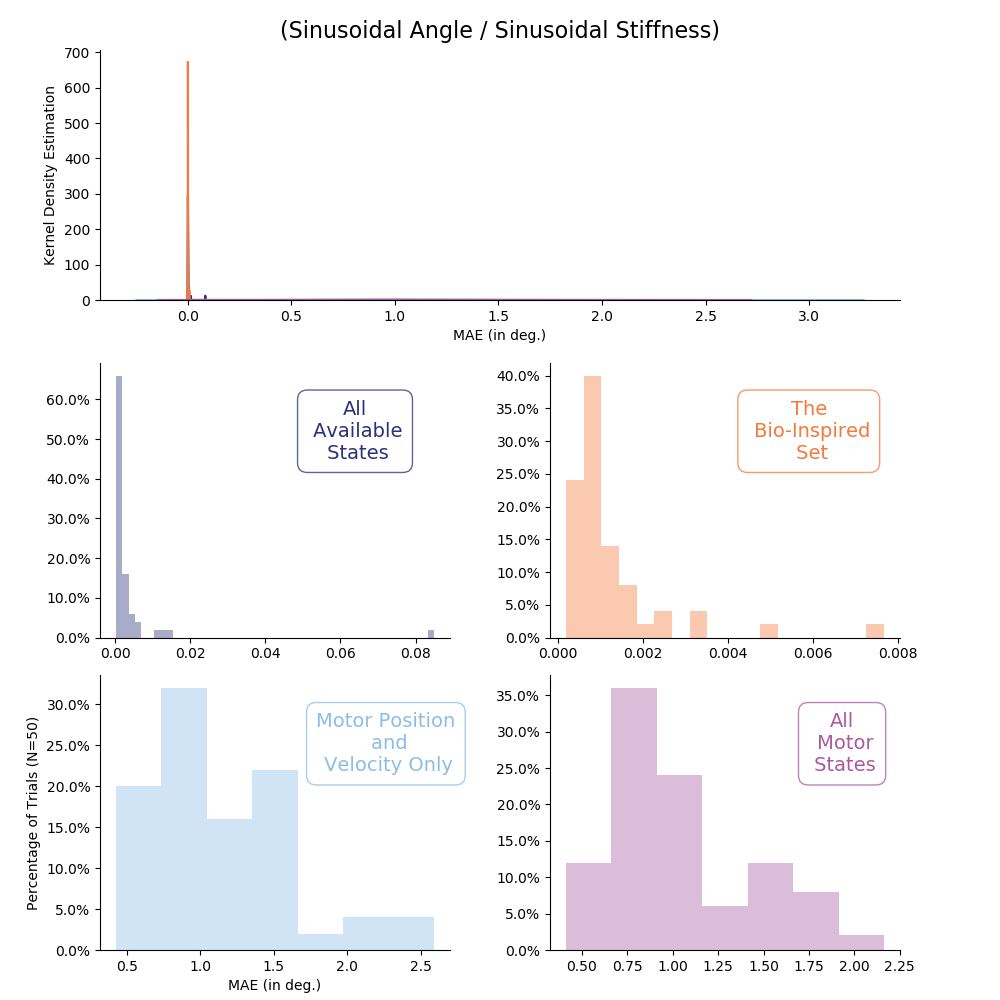 (Sinusoidal Angle / Sinusoidal Stiffness)
700
600
500
400
300
200
100
0
Kernel Density Estimation
0.0 0.5 1.0 1.5 2.0 2.5 3.0
MAE (in deg.)
60.0%
50.0%
40.0%
30.0%
20.0%
10.0%
0.0%
All
Available
States
0.00 0.02 0.04 0.06 0.08
40.0%
35.0%
30.0%
25.0%
20.0%
15.0%
10.0%
5.0%
0.0%
The
Bio-Inspired
Set
0.000 0.002 0.004 0.006 0.008
Percentage of Trials (N=50)
30.0%
25.0%
20.0%
15.0%
10.0%
5.0%
0.0%
Motor Position
and
Velocity Only
0.5 1.0 1.5 2.0 2.5
MAE (in deg.)
35.0%
30.0%
25.0%
20.0%
15.0%
10.0%
5.0%
0.0%
All
Motor
States
0.50 0.75 1.00 1.25 1.50 1.75 2.00 2.25